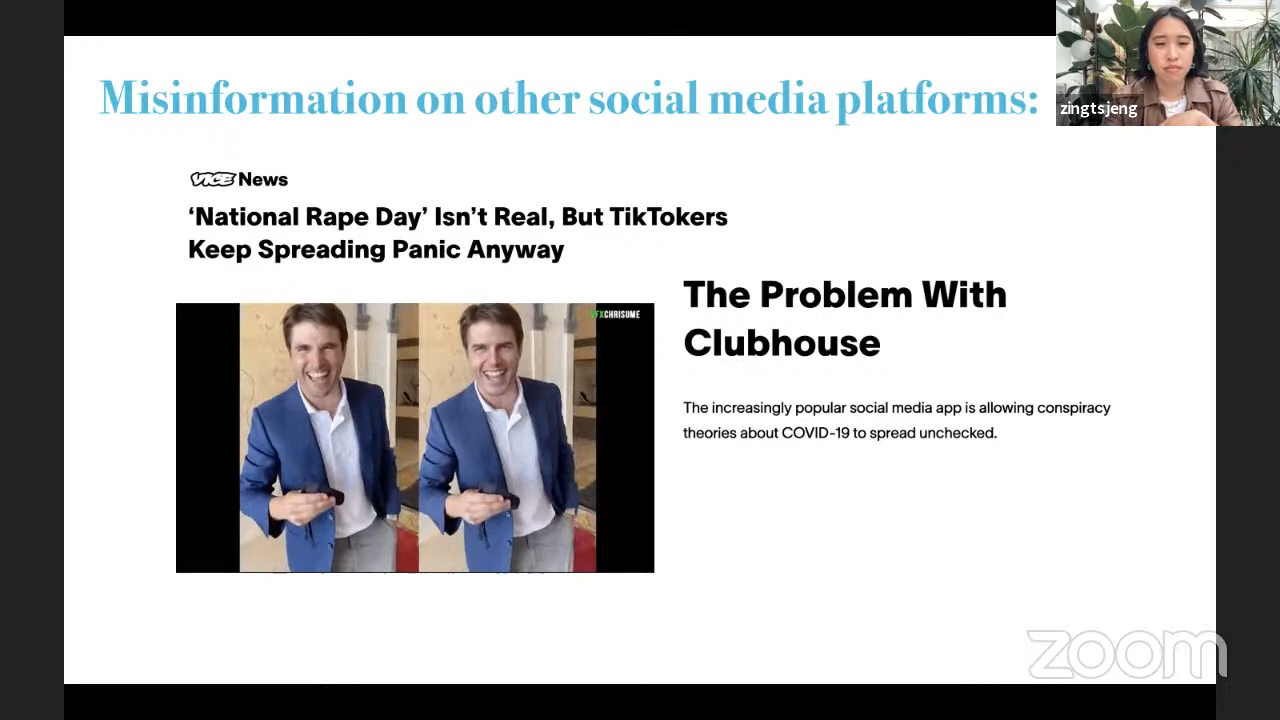 Misinformation on other social media platforms:
zingtsjeng
VICE News
‘National Rape Day’ Isn’t Real, But TikTokers
Keep Spreading Panic Anyway
VFXCHRISUME
The Problem With
Clubhouse
The increasingly popular social media app is allowing conspiracy
theories about COVID-19 to spread unchecked.
zoom